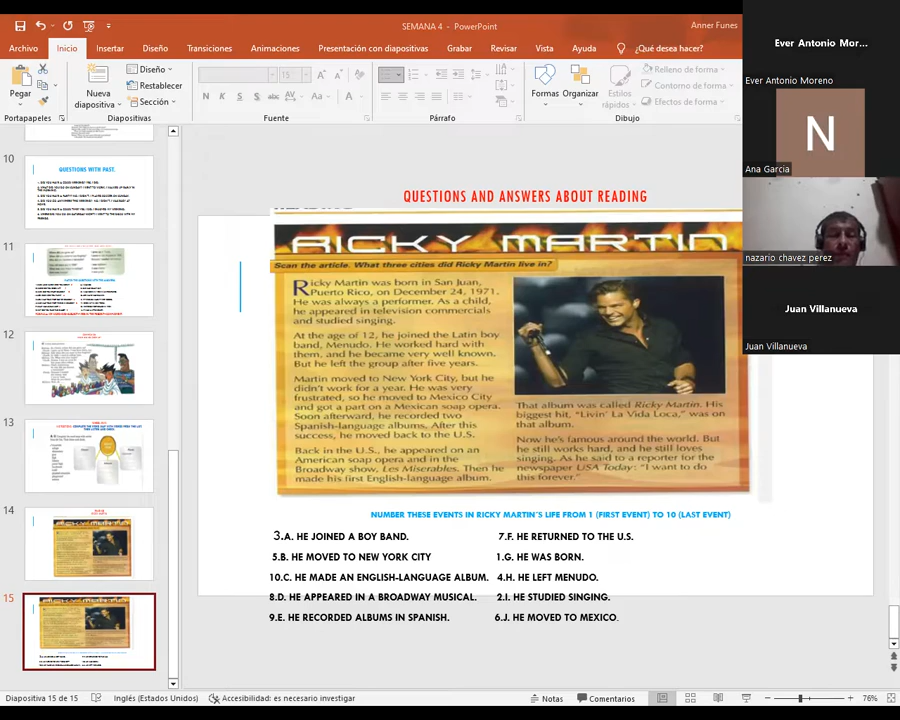 SEMANA 4 - PowerPoint
Anner Funes
Archivo
Inicio
Insertar
Diseño
Transiciones
Animaciones
Presentación con diapositivas
Grabar
Revisar
Vista
Ayuda
¿Qué desea hacer?
Pegar
Portapapeles
Nueva
diapositiva
Diseño
Restablecer
Sección
Diapositivas
15
N K S S
Aa
A
Fuente
Párrafo
Formas
Organizar
Estilos
rápidos
Dibujo
Relleno de forma
Contorno de forma
Efectos de forma
Ever Antonio Mor...
Ever Antonio Moreno
N
Ana Garcia
nazario chavez perez
Juan Villanueva
Juan Villanueva
10
QUESTIONS WITH PAST.
11
12
13
14
15
QUESTIONS AND ANSWERS ABOUT READING
RICKY MARTIN
Scan the article. What three cities did Ricky Martin live in?
Ricky Martin was born in San Juan,
Puerto Rico, on December 24, 1971.
He was always a performer. As a child,
he appeared in television commercials
and studied singing.
At the age of 12, he joined the Latin boy
band, Menudo. He worked hard with
them, and he became very well known.
But he left the group after five years.
Martin moved to New York City, but he
didn't work for a year. He was very
frustrated, so he moved to Mexico City
and got a part on a Mexican soap opera.
Soon afterward, he recorded two
Spanish-language albums. After this
success, he moved back to the U.S.
Back in the U.S., he appeared on an
American soap opera and in the
Broadway show, Les Miserables. Then he
made his first English-language album.
That album was called Ricky Martin. His
biggest hit, "Livin' La Vida Loca," was on
that album.
Now he's famous around the world. But
he still works hard, and he still loves
singing. As he said to a reporter for the
newspaper USA Today: "I want to do
this forever."
NUMBER THESE EVENTS IN RICKY MARTIN'S LIFE FROM 1 (FIRST EVENT) TO 10 (LAST EVENT)
3.A. HE JOINED A BOY BAND.
5.B. HE MOVED TO NEW YORK CITY
10.C. HE MADE AN ENGLISH-LANGUAGE ALBUM.
8.D. HE APPEARED IN A BROADWAY MUSICAL.
9.E. HE RECORDED ALBUMS IN SPANISH.
7.F. HE RETURNED TO THE U.S.
1.G. HE WAS BORN.
4.H. HE LEFT MENUDO.
2.I. HE STUDIED SINGING.
6.J. HE MOVED TO MEXICO.
Diapositiva 15 de 15
Inglés (Estados Unidos)
Accesibilidad: es necesario investigar
Notas
Comentarios
76%